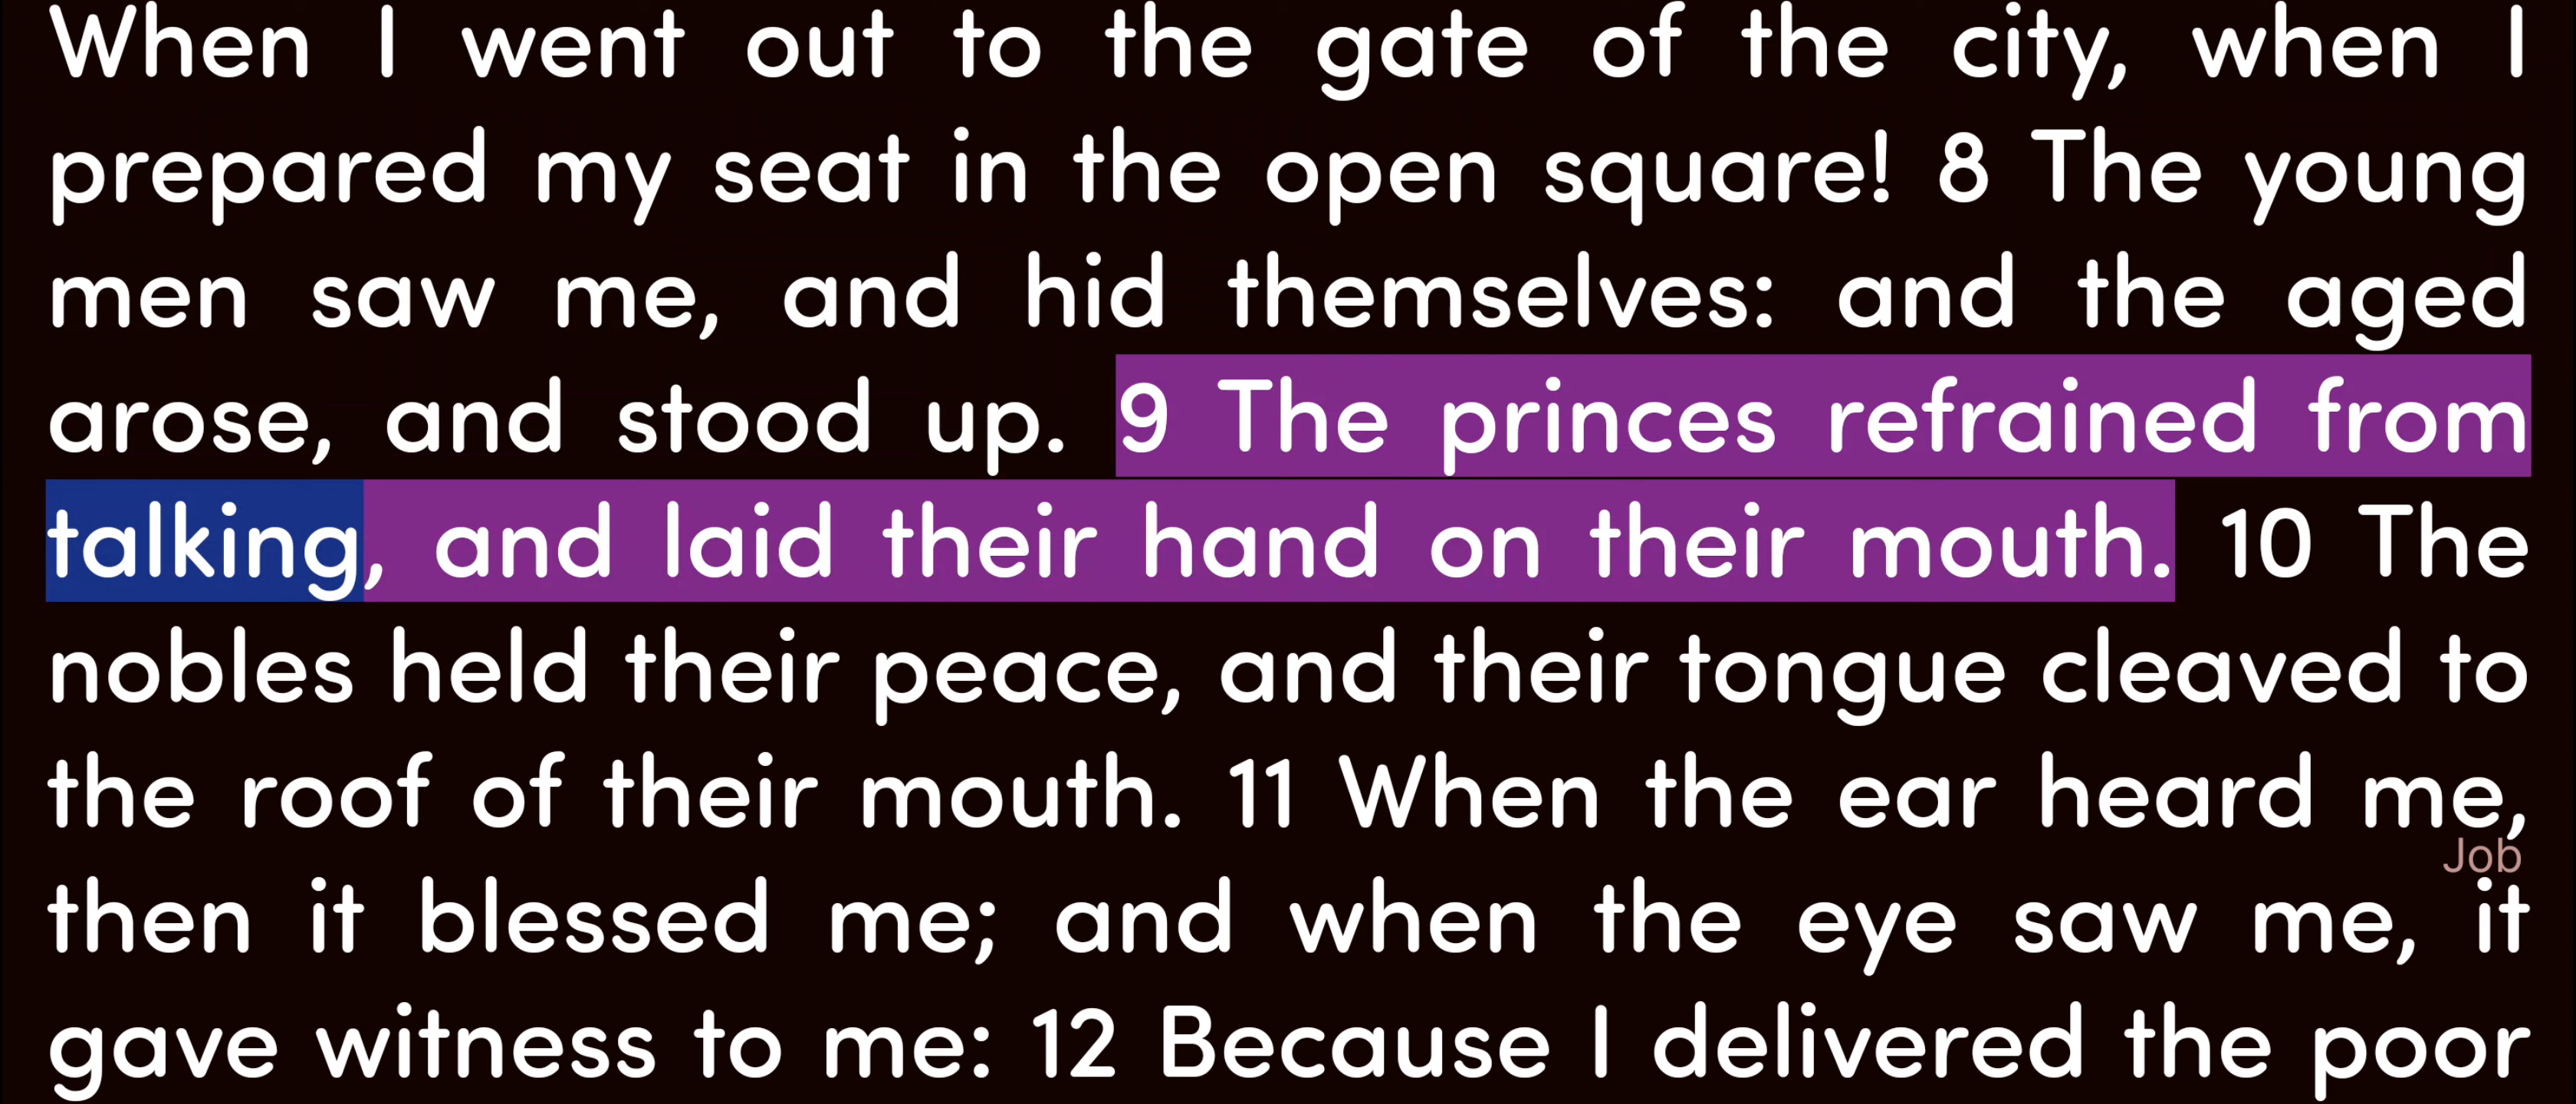 When I went out to the gate of the city, when I
prepared my seat in the open square! 8 The young
men saw me, and hid themselves: and the aged
arose, and stood up. 9 The princes refrained from
talking, and laid their hand on their mouth. 10 The
nobles held their peace, and their tongue cleaved to
the roof of their mouth. 11 When the ear heard me,
Job
then it blessed me; and when the eye saw me, it
gave witness to me: 12 Because I delivered the poor